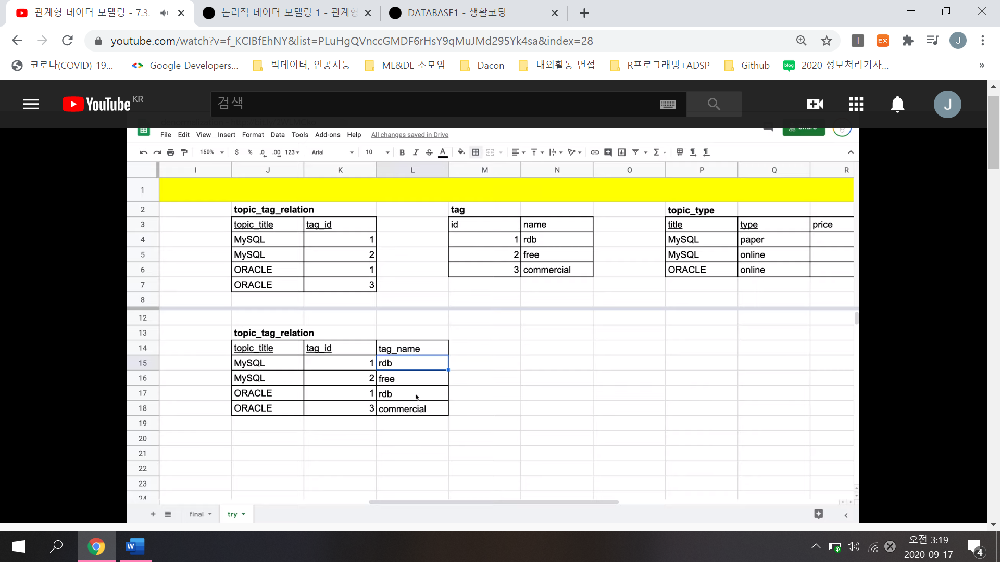 관계형 데이터 모델링 - 7.3.
논리적 데이터 모델링 1 - 관계형
DATABASE1 - 생활코딩
youtube.com/watch?v=f_KCIBfEhNY&list=PLuHgQVnccGMDF6rHsY9qMuJMd295Yk4sa&index=28
I EX J
코로나(COVID)-19... Google Developers... 빅데이터, 인공지능 ML&DL 소모임 Dacon 대외활동 면접 R프로그래밍+ADSP Github blog 2020 정보처리기사... »
YouTube KR 검색 J
File Edit View Insert Format Data Tools Add-ons Help All changes saved in Drive Share
150% $ % .0 .00 123 Arial 10 B I S A
I J K L M N O P Q R
1
2 topic_tag_relation tag topic_type
3 topic_title tag_id id name title type price
4 MySQL 1 1 rdb MySQL paper
5 MySQL 2 2 free MySQL online
6 ORACLE 1 3 commercial ORACLE online
7 ORACLE 3
8
12
13 topic_tag_relation
14 topic_title tag_id tag_name
15 MySQL 1 rdb
16 MySQL 2 free
17 ORACLE 1 rdb
18 ORACLE 3 commercial
19
20
21
22
23
24
+ final try
W 오전 3:19
2020-09-17 4